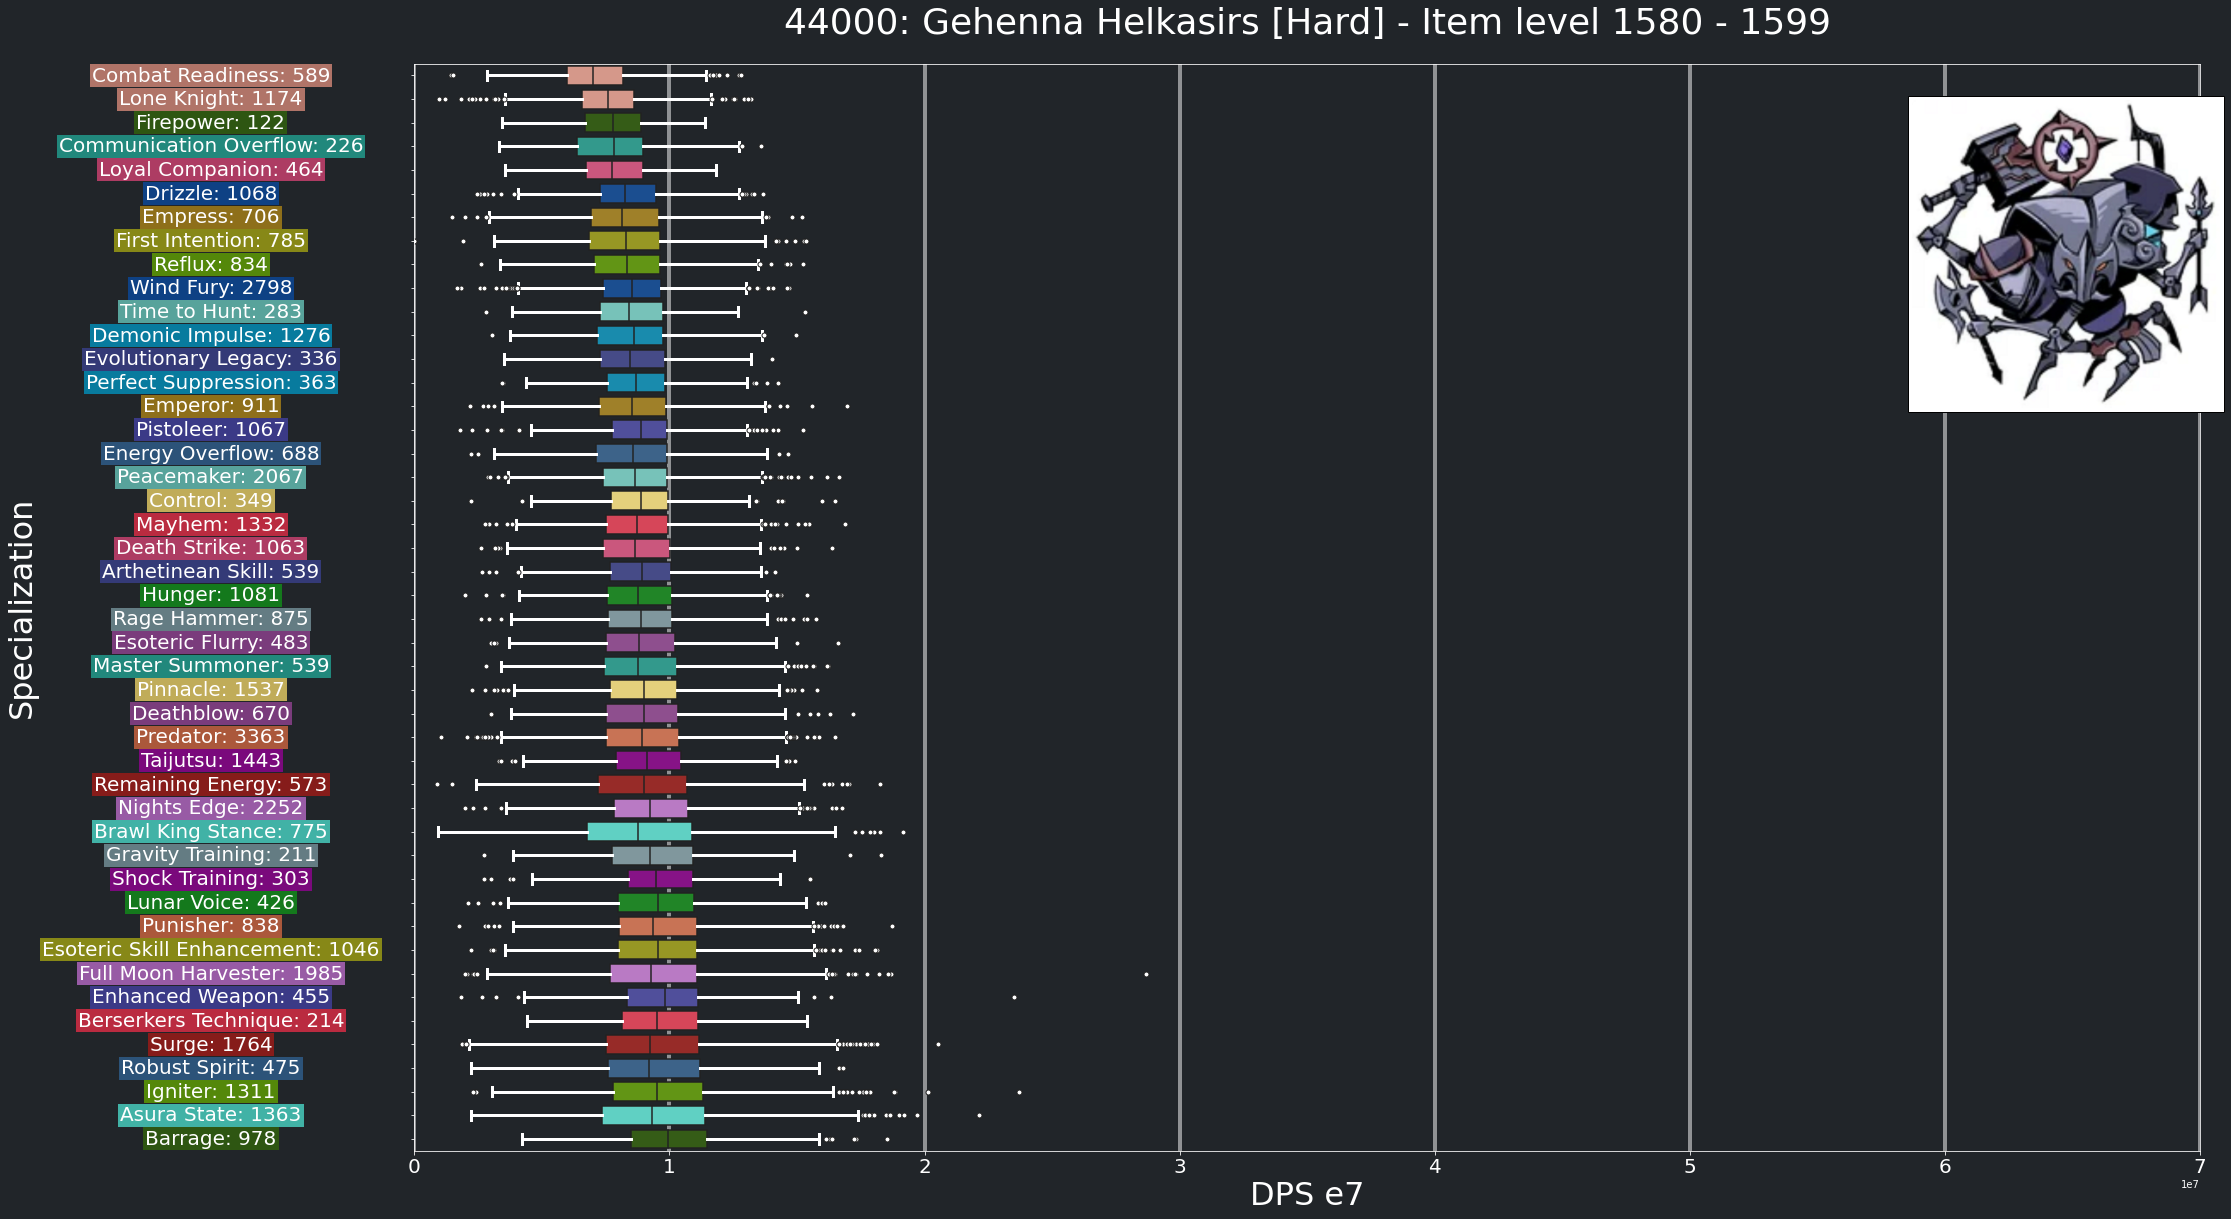 44000: Gehenna Helkasirs [Hard] - Item level 1580 - 1599
Specialization
Combat Readiness: 589
Lone Knight: 1174
Firepower: 122
Communication Overflow: 226
Loyal Companion: 464
Drizzle: 1068
Empress: 706
First Intention: 785
Reflux: 834
Wind Fury: 2798
Time to Hunt: 283
Demonic Impulse: 1276
Evolutionary Legacy: 336
Perfect Suppression: 363
Emperor: 911
Pistoleer: 1067
Energy Overflow: 688
Peacemaker: 2067
Control: 349
Mayhem: 1332
Death Strike: 1063
Arthetinean Skill: 539
Hunger: 1081
Rage Hammer: 875
Esoteric Flurry: 483
Master Summoner: 539
Pinnacle: 1537
Deathblow: 670
Predator: 3363
Taijutsu: 1443
Remaining Energy: 573
Nights Edge: 2252
Brawl King Stance: 775
Gravity Training: 211
Shock Training: 303
Lunar Voice: 426
Punisher: 838
Esoteric Skill Enhancement: 1046
Full Moon Harvester: 1985
Enhanced Weapon: 455
Berserkers Technique: 214
Surge: 1764
Robust Spirit: 475
Igniter: 1311
Asura State: 1363
Barrage: 978
0 1 2 3 4 5 6 7
1e7
DPS e7